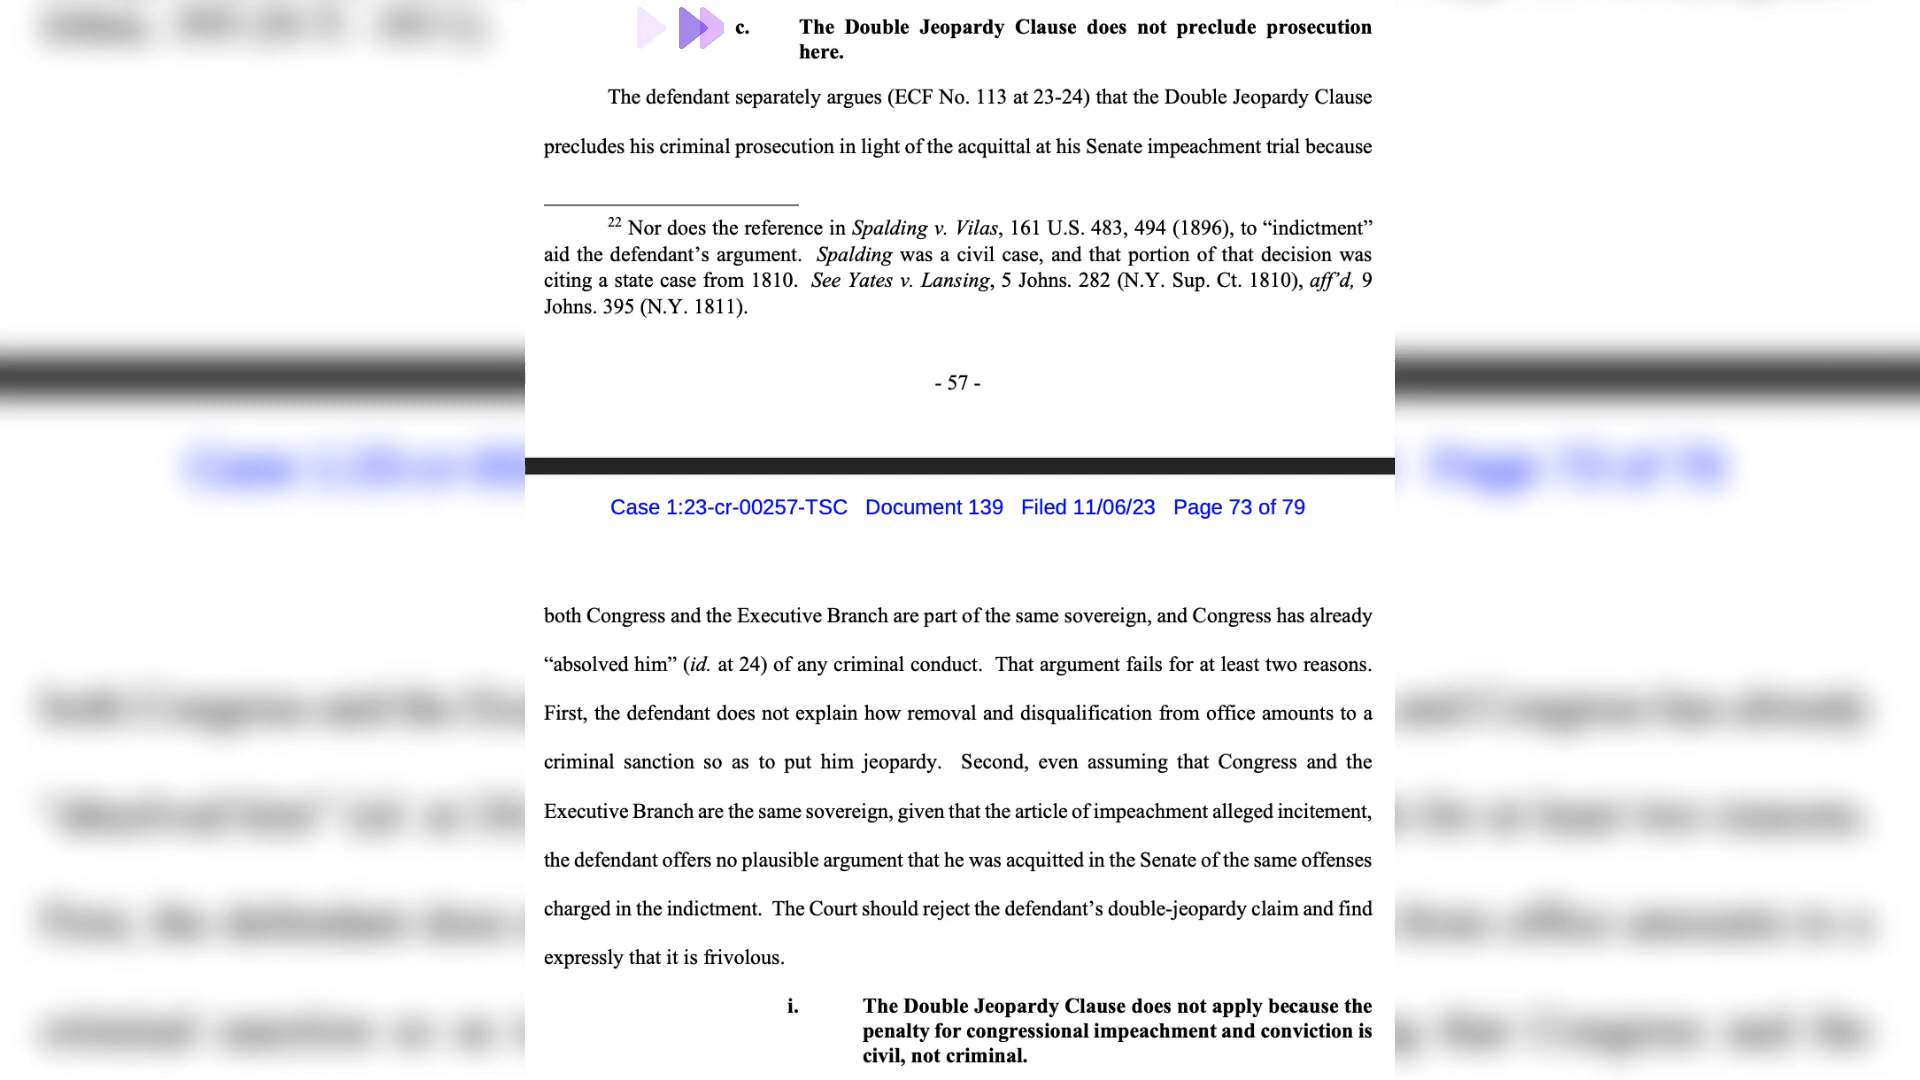 c. The Double Jeopardy Clause does not preclude prosecution
here.
The defendant separately argues (ECF No. 113 at 23-24) that the Double Jeopardy Clause
precludes his criminal prosecution in light of the acquittal at his Senate impeachment trial because
22 Nor does the reference in Spalding v. Vilas, 161 U.S. 483, 494 (1896), to “indictment”
aid the defendant’s argument. Spalding was a civil case, and that portion of that decision was
citing a state case from 1810. See Yates v. Lansing, 5 Johns. 282 (N.Y. Sup. Ct. 1810), aff’d, 9
Johns. 395 (N.Y. 1811).
- 57 -
Case 1:23-cr-00257-TSC Document 139 Filed 11/06/23 Page 73 of 79
both Congress and the Executive Branch are part of the same sovereign, and Congress has already
“absolved him” (id. at 24) of any criminal conduct. That argument fails for at least two reasons.
First, the defendant does not explain how removal and disqualification from office amounts to a
criminal sanction so as to put him jeopardy. Second, even assuming that Congress and the
Executive Branch are the same sovereign, given that the article of impeachment alleged incitement,
the defendant offers no plausible argument that he was acquitted in the Senate of the same offenses
charged in the indictment. The Court should reject the defendant’s double-jeopardy claim and find
expressly that it is frivolous.
i. The Double Jeopardy Clause does not apply because the
penalty for congressional impeachment and conviction is
civil, not criminal.